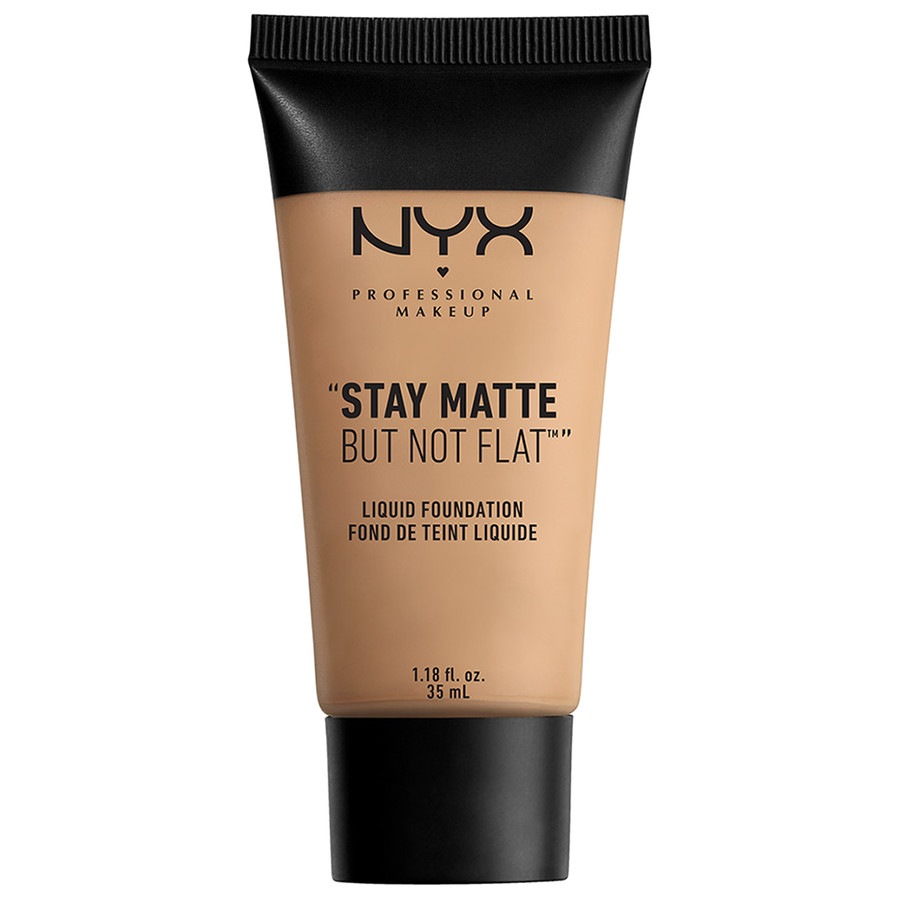 NYX
PROFESSIONAL
MAKEUP
"STAY MATTE
BUT NOT FLAT™"
LIQUID FOUNDATION
FOND DE TEINT LIQUIDE
1.18 fl. oz.
35 mL